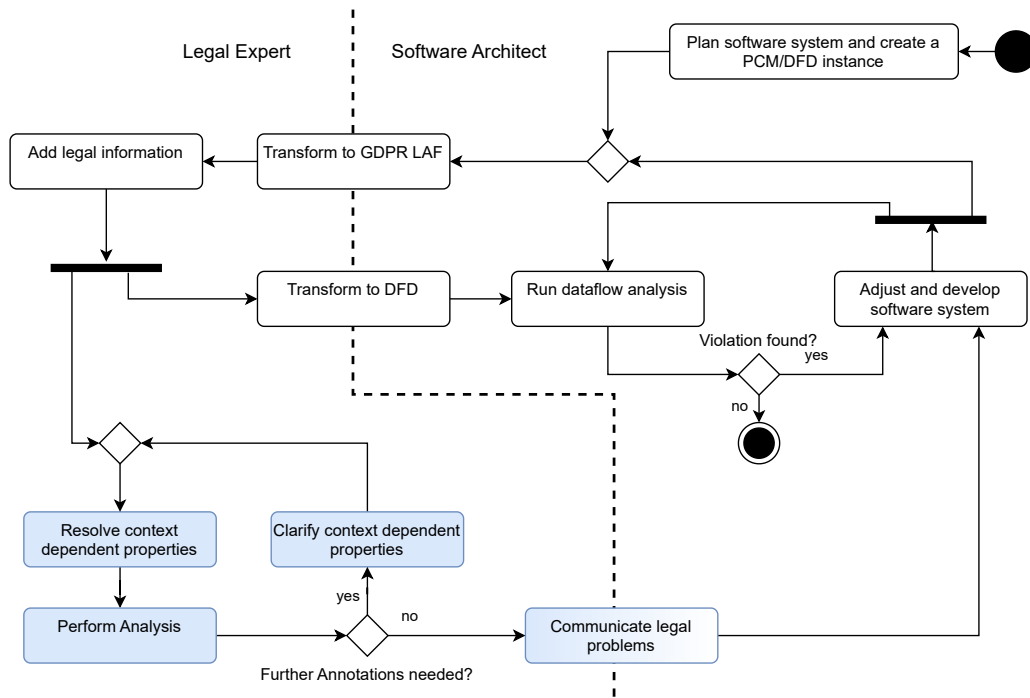 Legal Expert
Software Architect
Plan software system and create a
PCM/DFD instance
Add legal information
Transform to GDPR LAF
Transform to DFD
Run dataflow analysis
Adjust and develop
software system
Violation found?
yes
no
Resolve context
dependent properties
Clarify context dependent
properties
yes
no
Perform Analysis
Communicate legal
problems
Further Annotations needed?